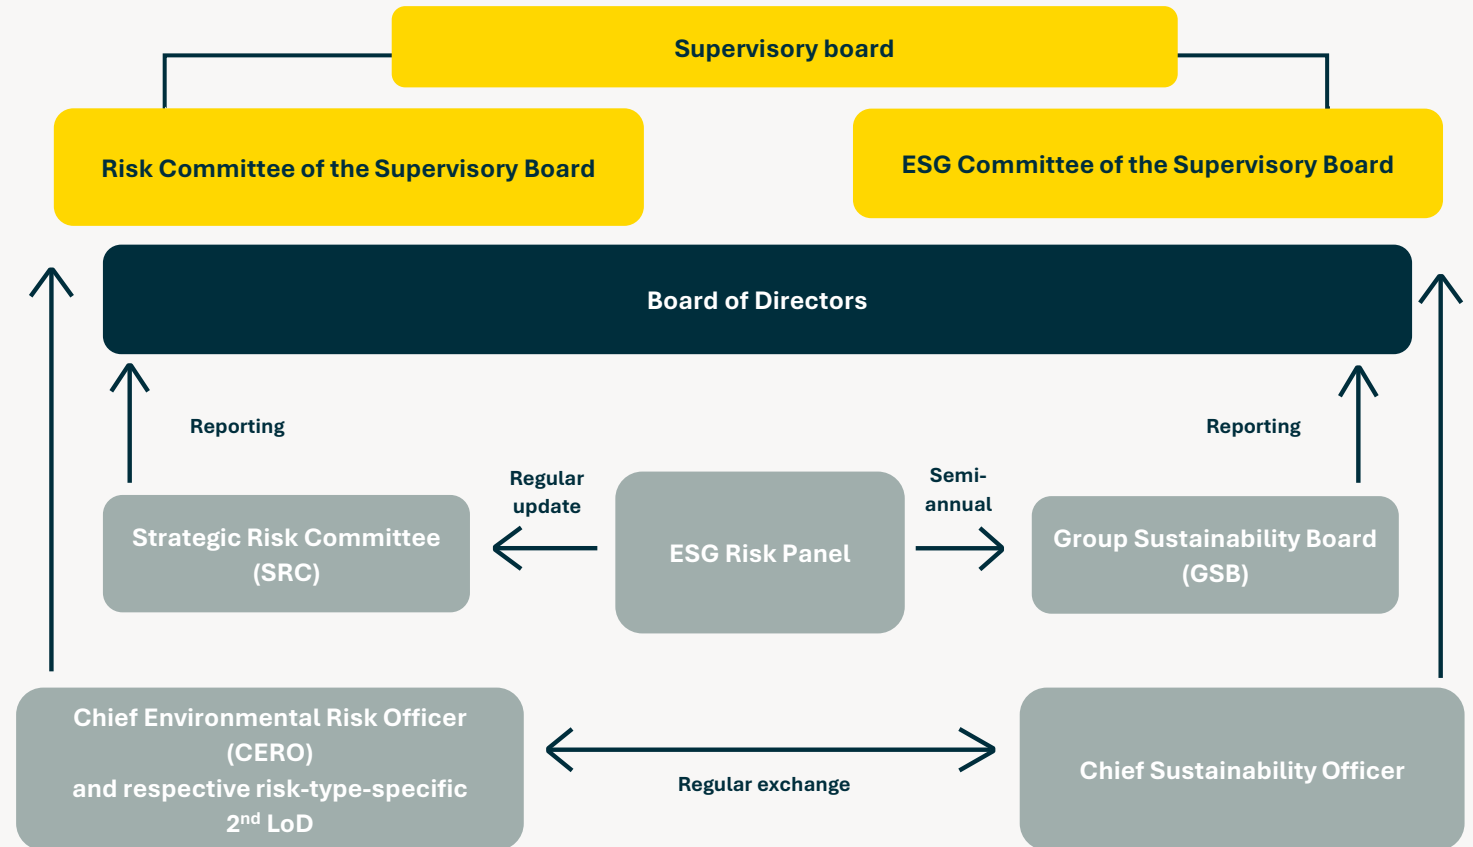 Supervisory board
Risk Committee of the Supervisory Board
ESG Committee of the Supervisory Board
Board of Directors
Reporting
Reporting
Regular
update
Semi-
annual
Strategic Risk Committee
(SRC)
ESG Risk Panel
Group Sustainability Board
(GSB)
Chief Environmental Risk Officer
(CERO)
and respective risk-type-specific
2nd LoD
Regular exchange
Chief Sustainability Officer